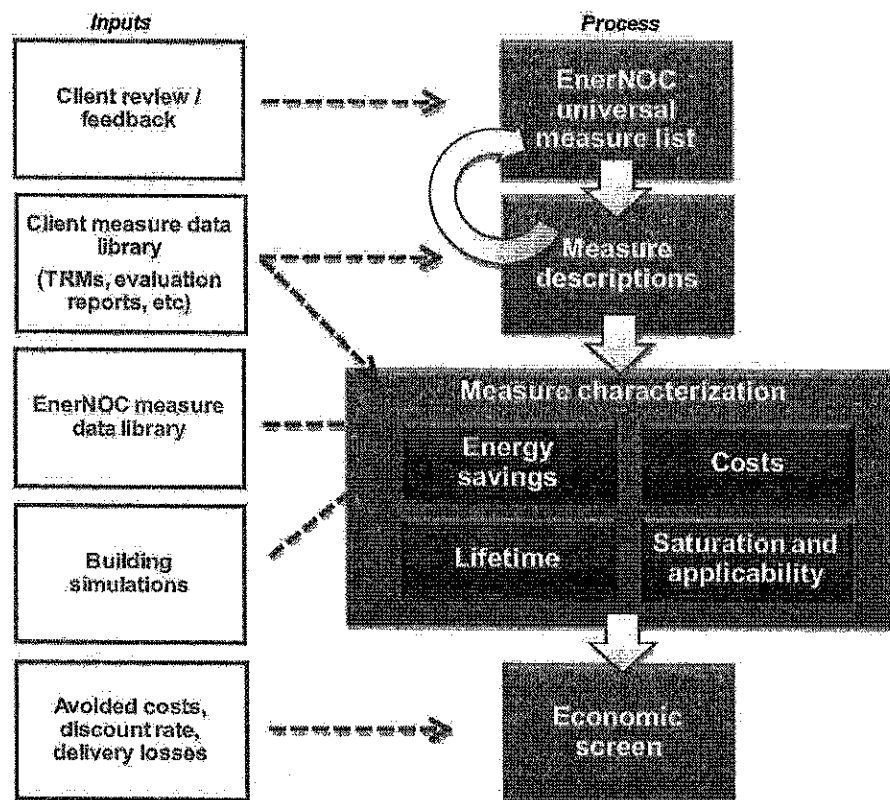 Inputs
Process
Client review /
feedback
EnerNOC
universal
measure list
Client measure data
library
(TRMs, evaluation
reports, etc)
Measure
descriptions
EnerNOC measure
data library
Measure characterization
Energy
savings
Costs
Building
simulations
Lifetime
Saturation and
applicability
Avoided costs,
discount rate,
delivery losses
Economic
screen